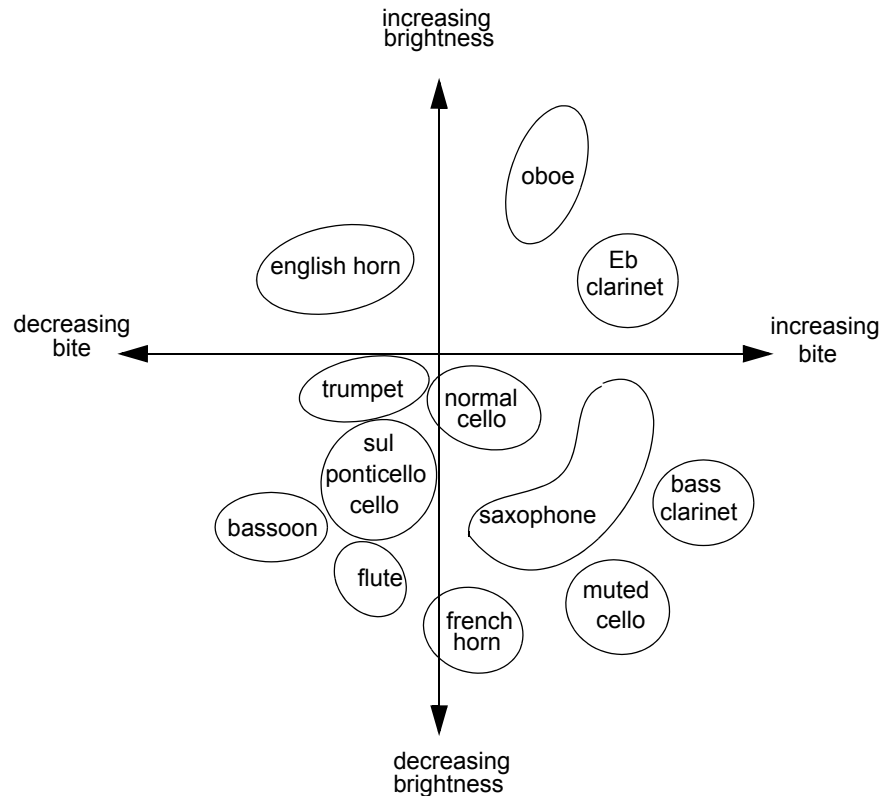 increasing
brightness
oboe
english horn
Eb
clarinet
decreasing
bite
increasing
bite
trumpet
normal
cello
sul
ponticello
cello
bassoon
saxophone
bass
clarinet
flute
muted
cello
french
horn
decreasing
brightness